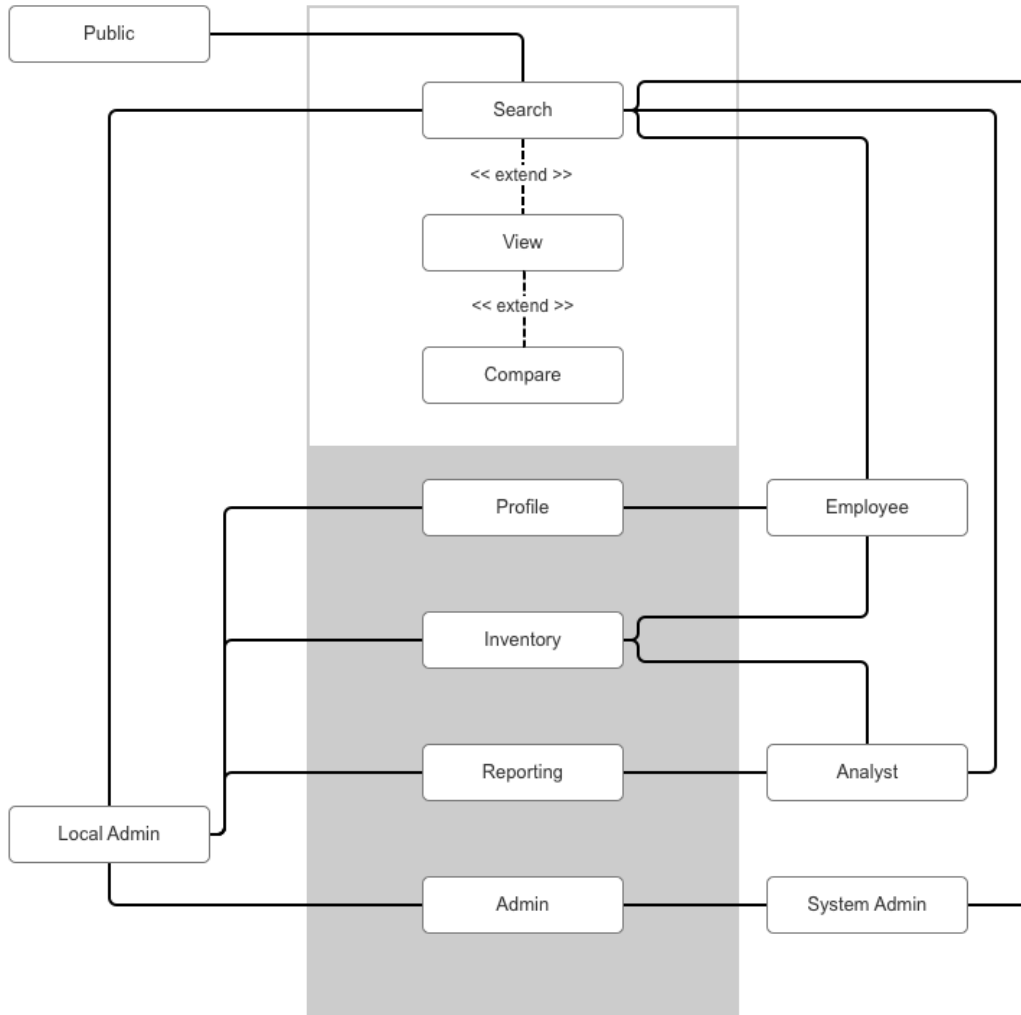 Public
Search
<< extend >>
View
<< extend >>
Compare
Profile
Employee
Inventory
Reporting
Analyst
Local Admin
Admin
System Admin